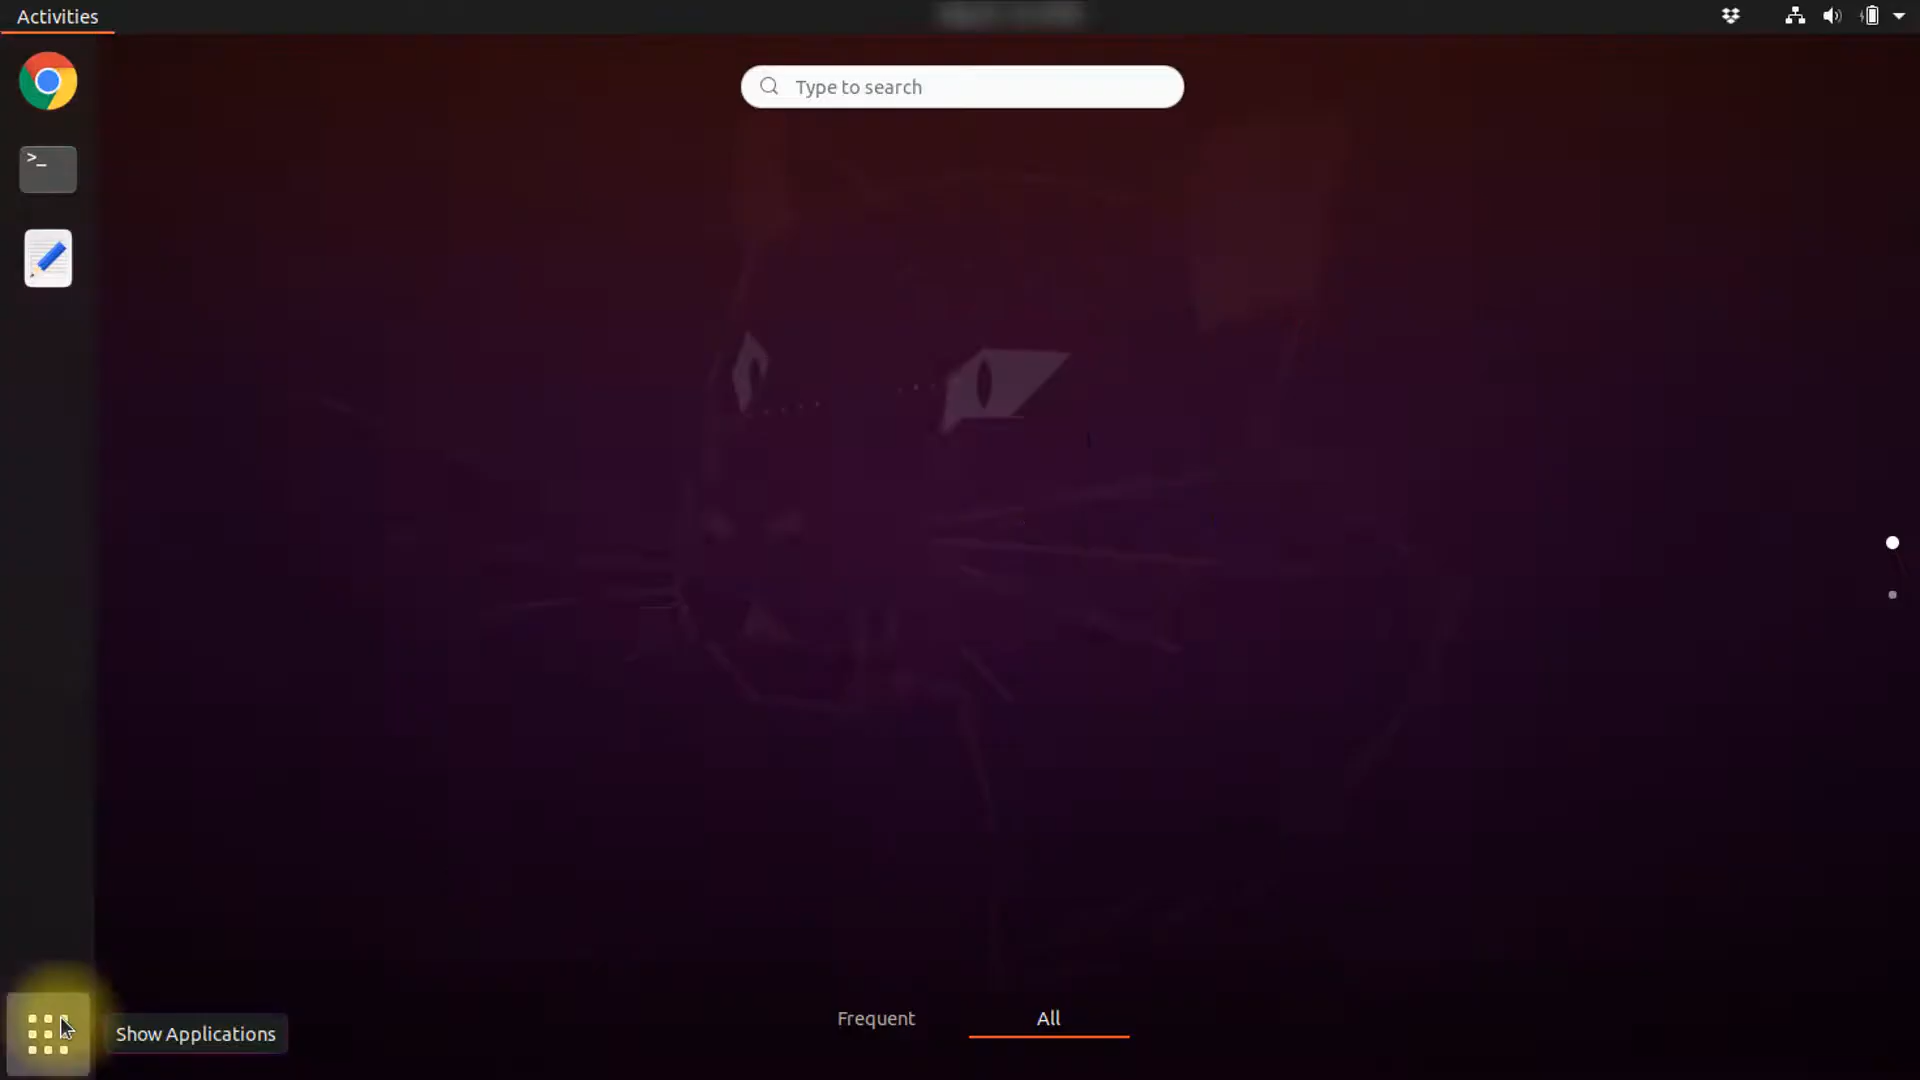 Activities
Type to search
>_
Show Applications
Frequent
All